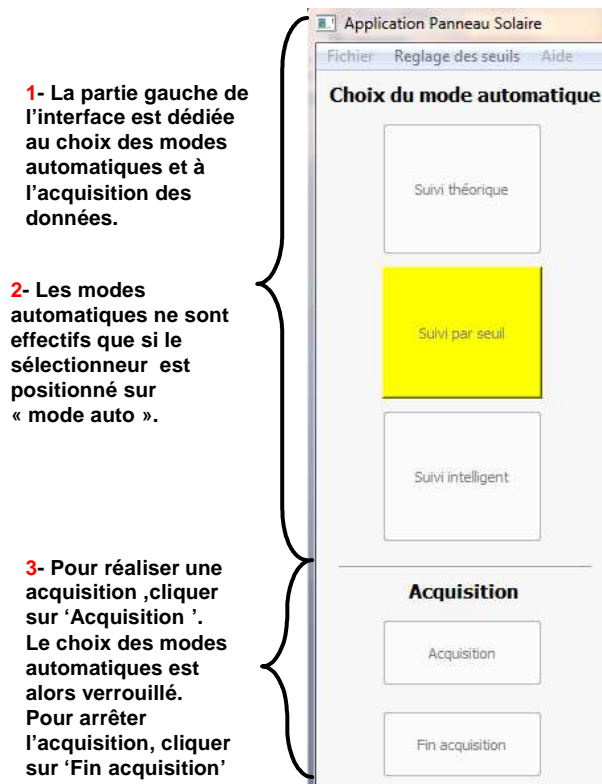 1- La partie gauche de
l'interface est dédiée
au choix des modes
automatiques et à
l'acquisition des
données.
2- Les modes
automatiques ne sont
effectifs que si le
sélectionneur est
positionné sur
« mode auto ».
3- Pour réaliser une
acquisition ,cliquer
sur 'Acquisition '.
Le choix des modes
automatiques est
alors verrouillé.
Pour arrêter
l'acquisition, cliquer
sur 'Fin acquisition'
Application Panneau Solaire
Fichier Reglage des seuils Aide
Choix du mode automatique
Suivi théorique
Suivi par seuil
Suivi intelligent
Acquisition
Acquisition
Fin acquisition